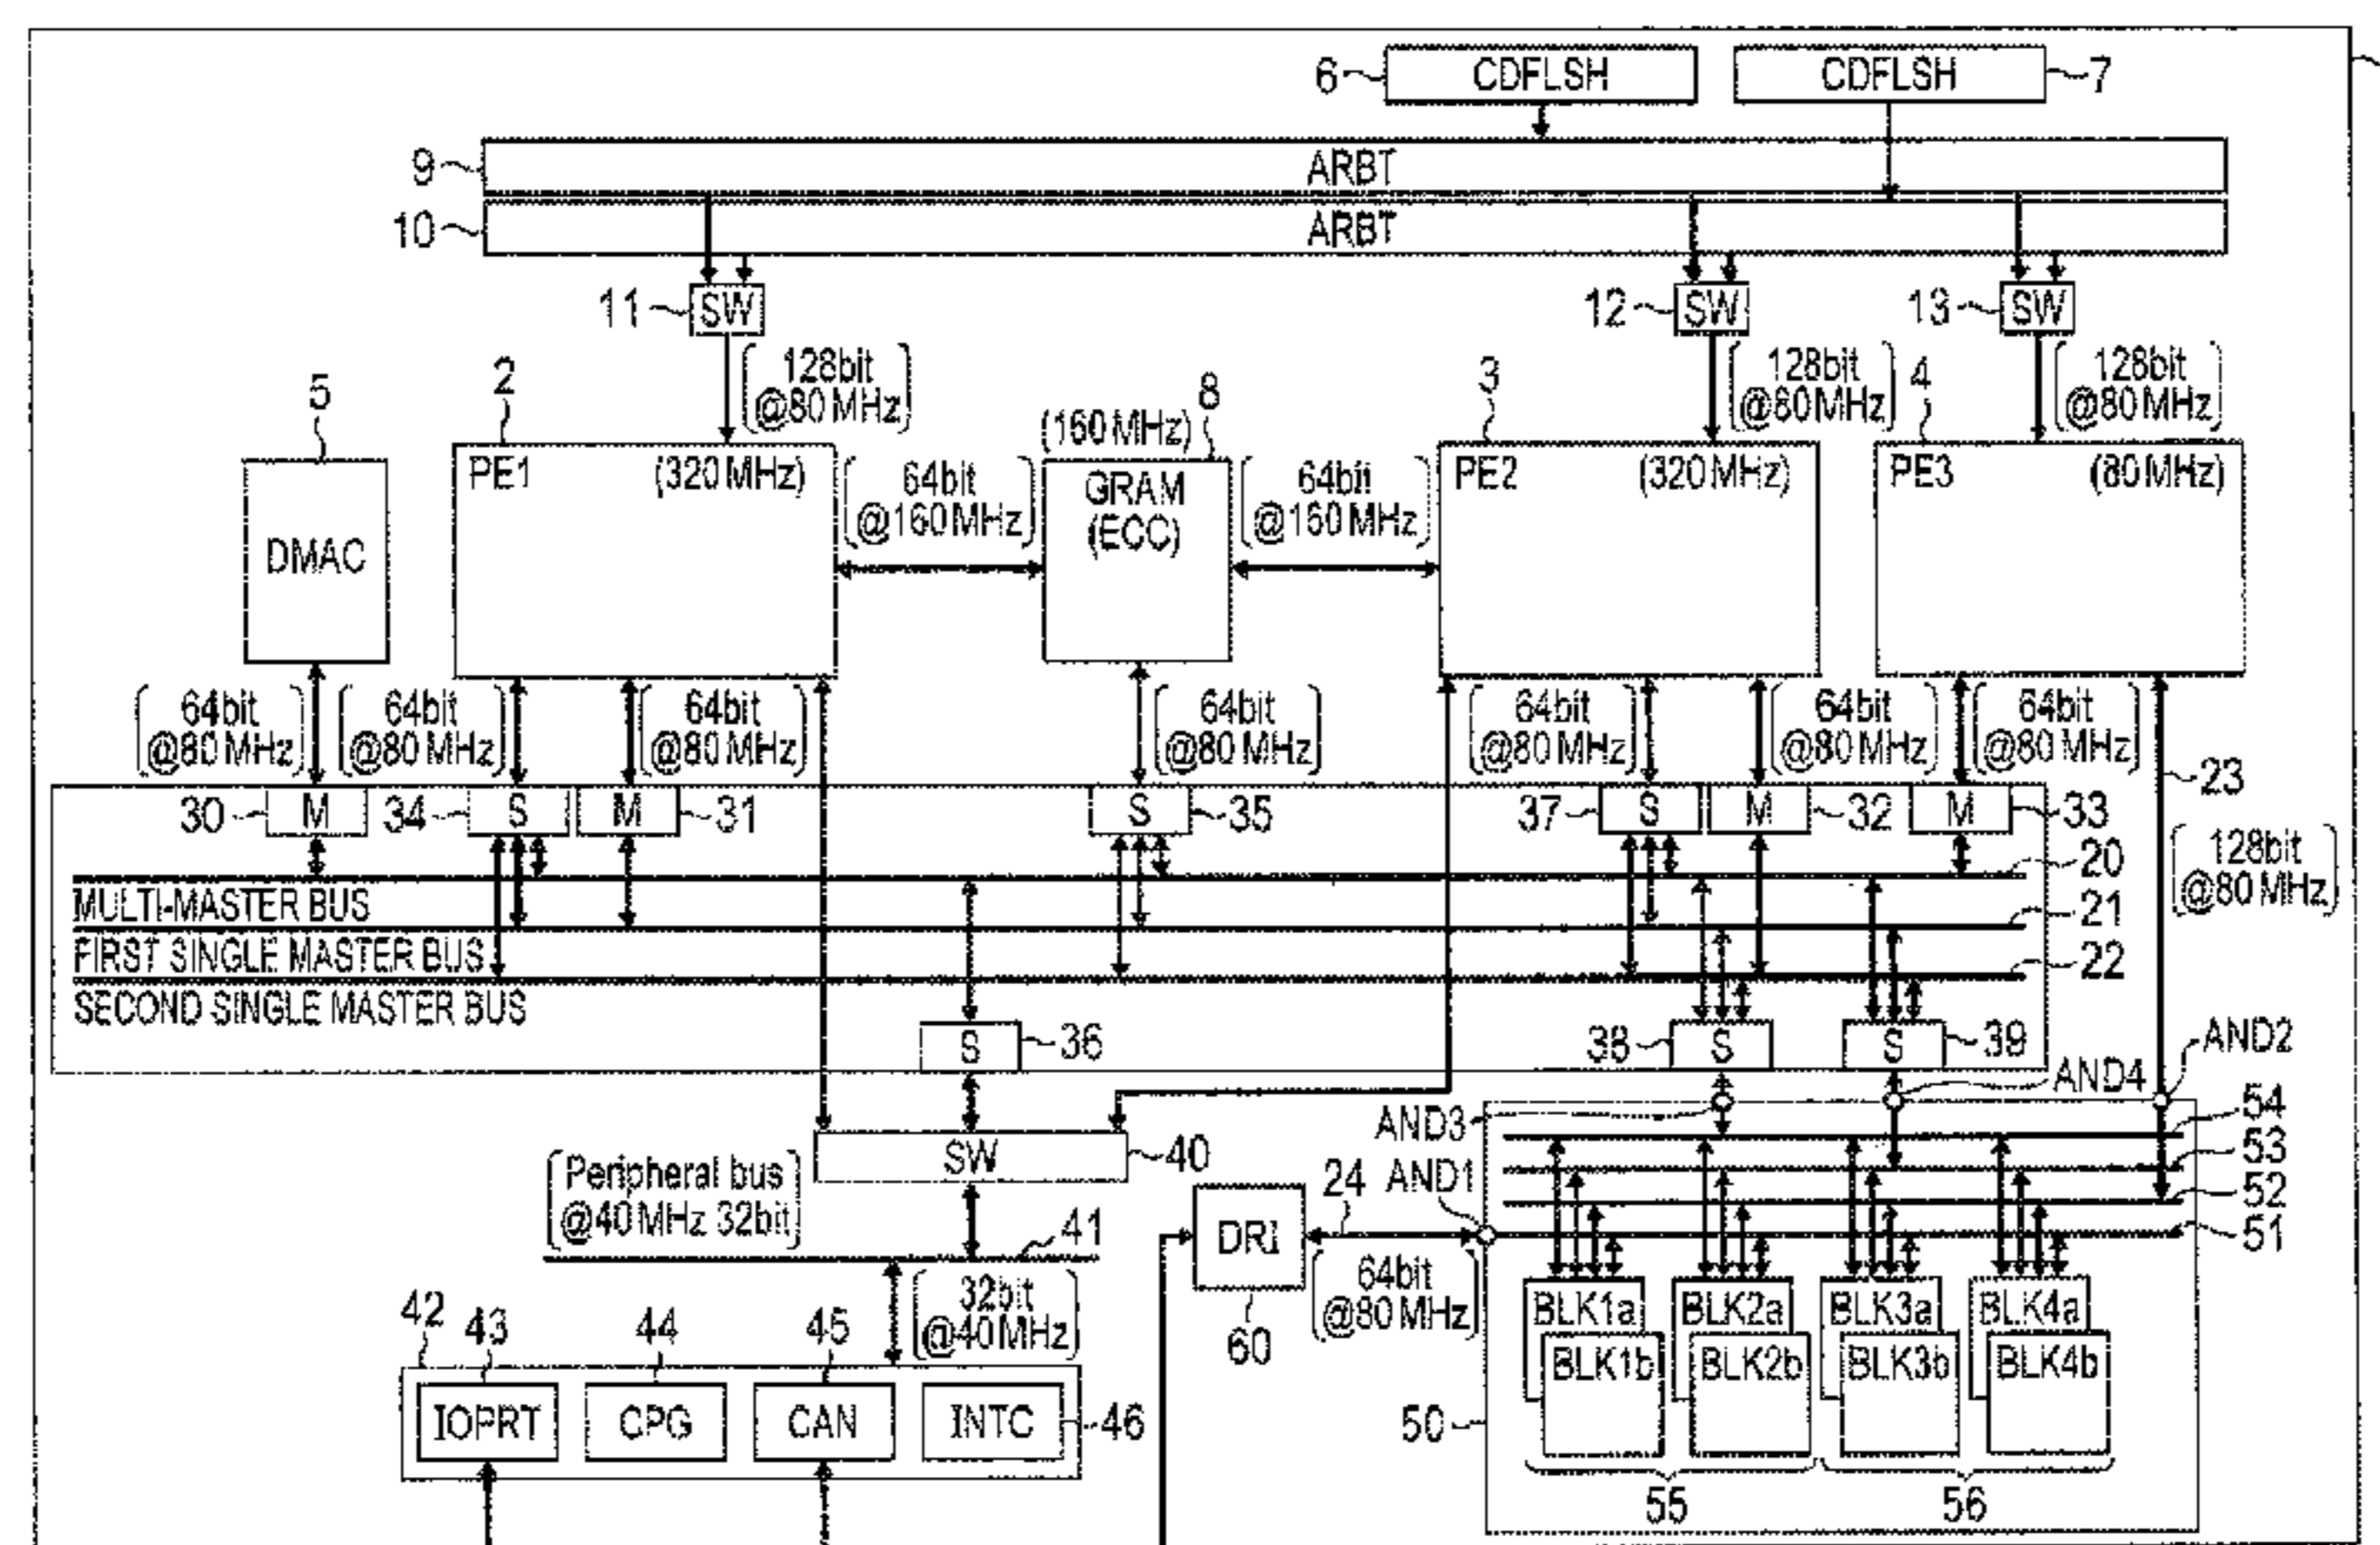 6 CDFLSH CDFLSH 7
9 ARBT
10 ARBT
11 SW 12 SW 13 SW
128bit @80 MHz
128bit @80 MHz
128bit @80 MHz
5 2 8 3 4
DMAC
PE1 (320 MHz)
64bit @160 MHz
(160 MHz)
GRAM
(ECC)
64bit @160 MHz
PE2 (320 MHz)
PE3 (80 MHz)
64bit @80 MHz
64bit @80 MHz
64bit @80 MHz
64bit @80 MHz
64bit @80 MHz
64bit @80 MHz
64bit @80 MHz
23
128bit @80 MHz
30 M 34 S M 31 S 35 37 S M 32 M 33
20
MULTI-MASTER BUS
21
FIRST SINGLE MASTER BUS
22
SECOND SINGLE MASTER BUS
S 36 38 S S 39
AND2
AND4
AND3
SW 40
54
53
52
51
Peripheral bus
@40 MHz 32bit
41
DRI
60
24 AND1
64bit @80 MHz
32bit @40 MHz
42 43 44 45
IOPRT CPG CAN INTC 46
BLK1a BLK2a BLK3a BLK4a
BLK1b BLK2b BLK3b BLK4b
50
55 56